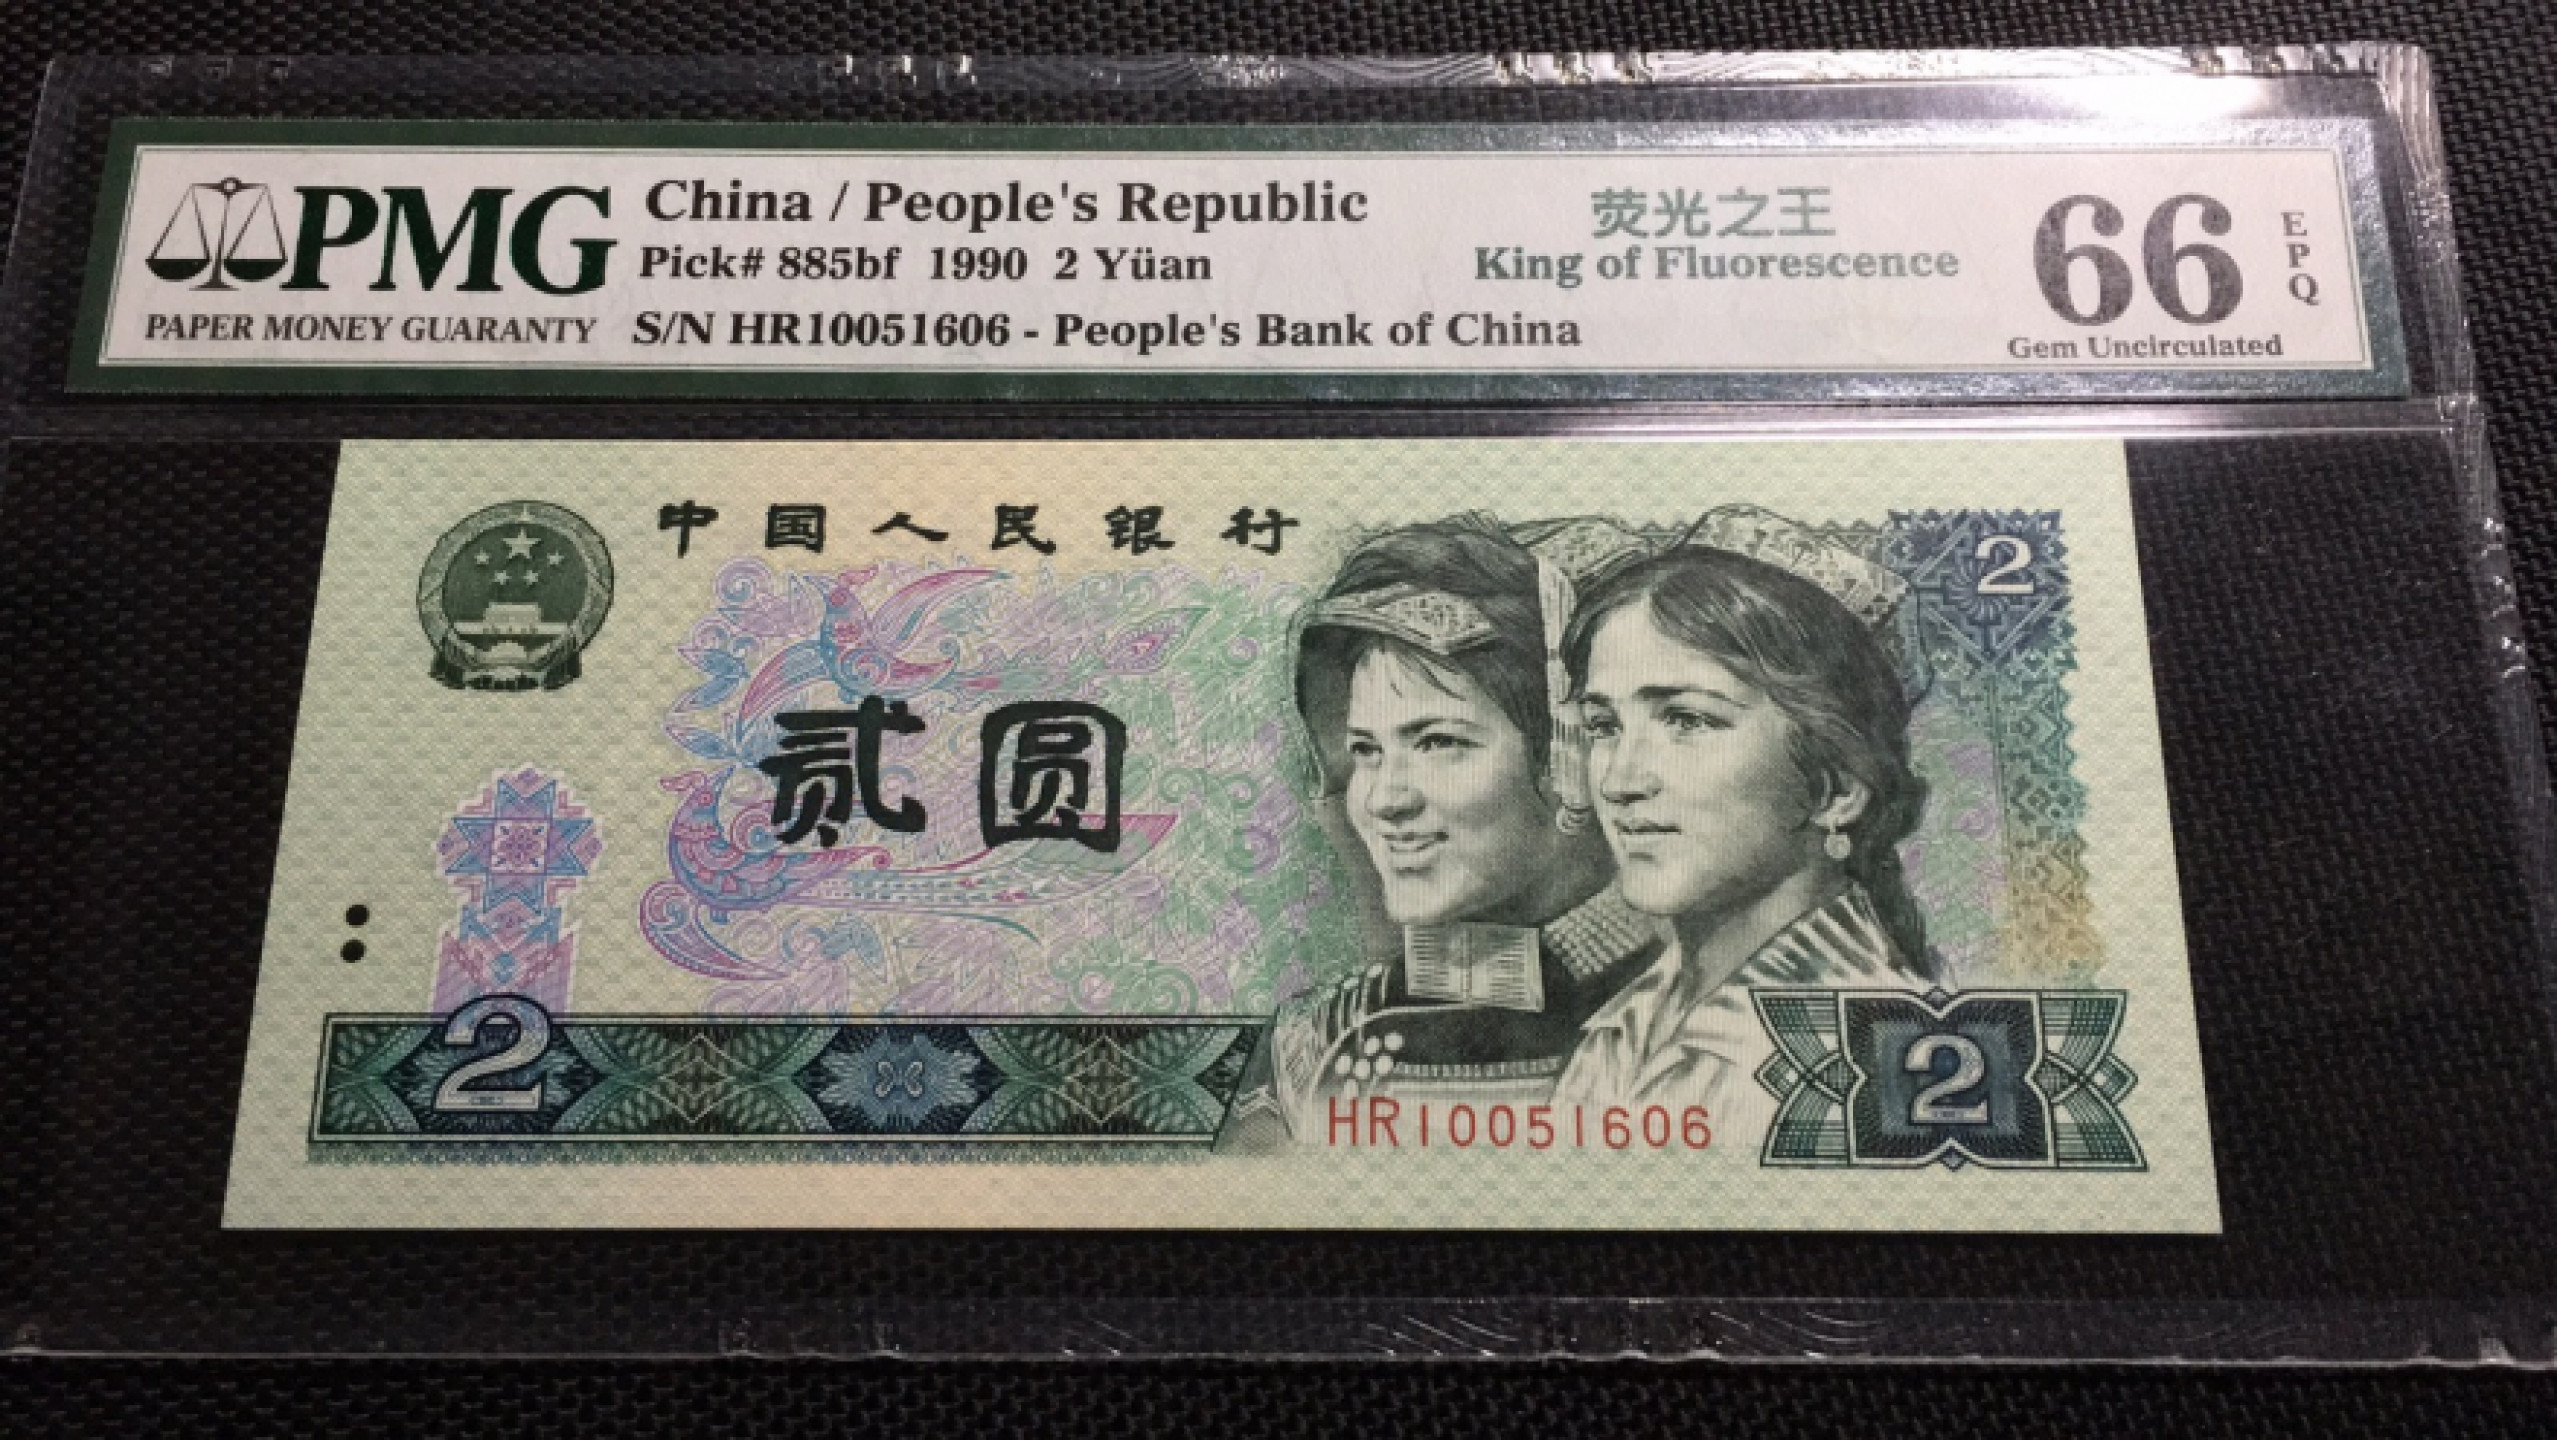 PMG
PAPER MONEY GUARANTY
China / People's Republic
Pick# 885bf 1990 2 Yüan
S/N HR10051606 - People's Bank of China
荧光之王
King of Fluorescence
66
EPQ
Gem Uncirculated
中国人民银行
2
贰圆
2
2
HR10051606